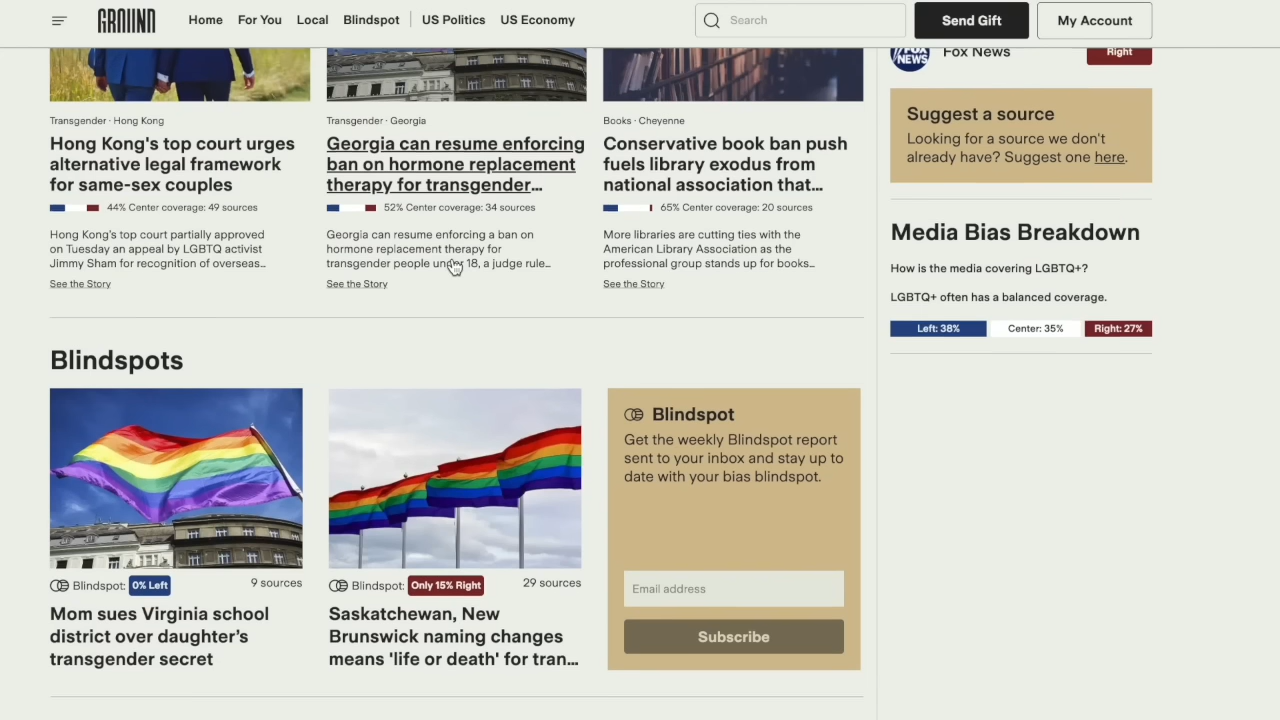 GROUND
Home
For You
Local
Blindspot
US Politics
US Economy
Search
Send Gift
My Account
Transgender · Hong Kong
Hong Kong's top court urges
alternative legal framework
for same-sex couples
44% Center coverage: 49 sources
Hong Kong's top court partially approved
on Tuesday an appeal by LGBTQ activist
Jimmy Sham for recognition of overseas…
See the Story
Transgender · Georgia
Georgia can resume enforcing
ban on hormone replacement
therapy for transgender…
52% Center coverage: 34 sources
Georgia can resume enforcing a ban on
hormone replacement therapy for
transgender people under 18, a judge rule…
See the Story
Books · Cheyenne
Conservative book ban push
fuels library exodus from
national association that…
65% Center coverage: 20 sources
More libraries are cutting ties with the
American Library Association as the
professional group stands up for books…
See the Story
FOX
NEWS
Fox News
Right
Suggest a source
Looking for a source we don't
already have? Suggest one here.
Media Bias Breakdown
How is the media covering LGBTQ+?
LGBTQ+ often has a balanced coverage.
Left: 38%
Center: 35%
Right: 27%
Blindspots
Blindspot: 0% Left
9 sources
Mom sues Virginia school
district over daughter's
transgender secret
Blindspot: Only 15% Right
29 sources
Saskatchewan, New
Brunswick naming changes
means 'life or death' for tran…
Blindspot
Get the weekly Blindspot report
sent to your inbox and stay up to
date with your bias blindspot.
Email address
Subscribe